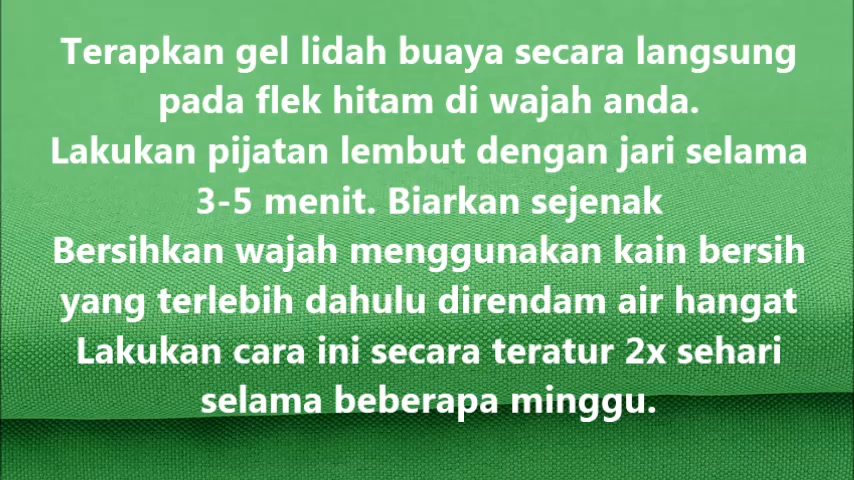 Terapkan gel lidah buaya secara langsung
pada flek hitam di wajah anda.
Lakukan pijatan lembut dengan jari selama
3-5 menit. Biarkan sejenak
Bersihkan wajah menggunakan kain bersih
yang terlebih dahulu direndam air hangat
Lakukan cara ini secara teratur 2x sehari
selama beberapa minggu.